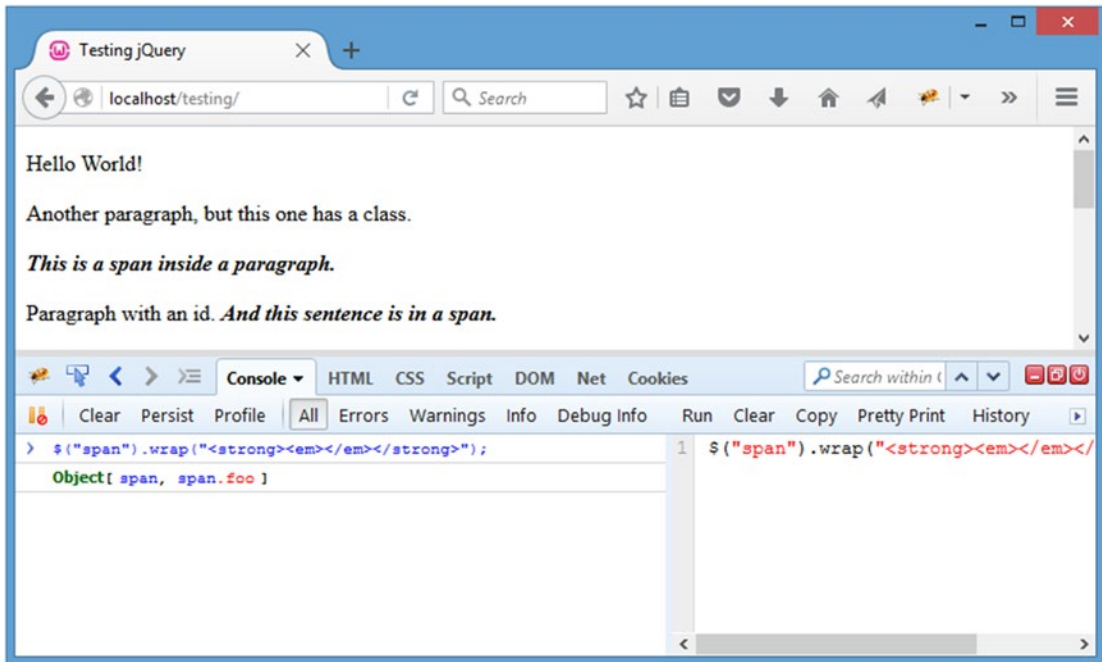 Testing jQuery
localhost/testing/
Search
Hello World!
Another paragraph, but this one has a class.
This is a span inside a paragraph.
Paragraph with an id. And this sentence is in a span.
Console HTML CSS Script DOM Net Cookies
Search within (
Clear Persist Profile All Errors Warnings Info Debug Info
Run Clear Copy Pretty Print History
$("span").wrap("<strong><em></em></strong>");
Object[ span, span.foo ]
1 $("span").wrap("<strong><em></em></